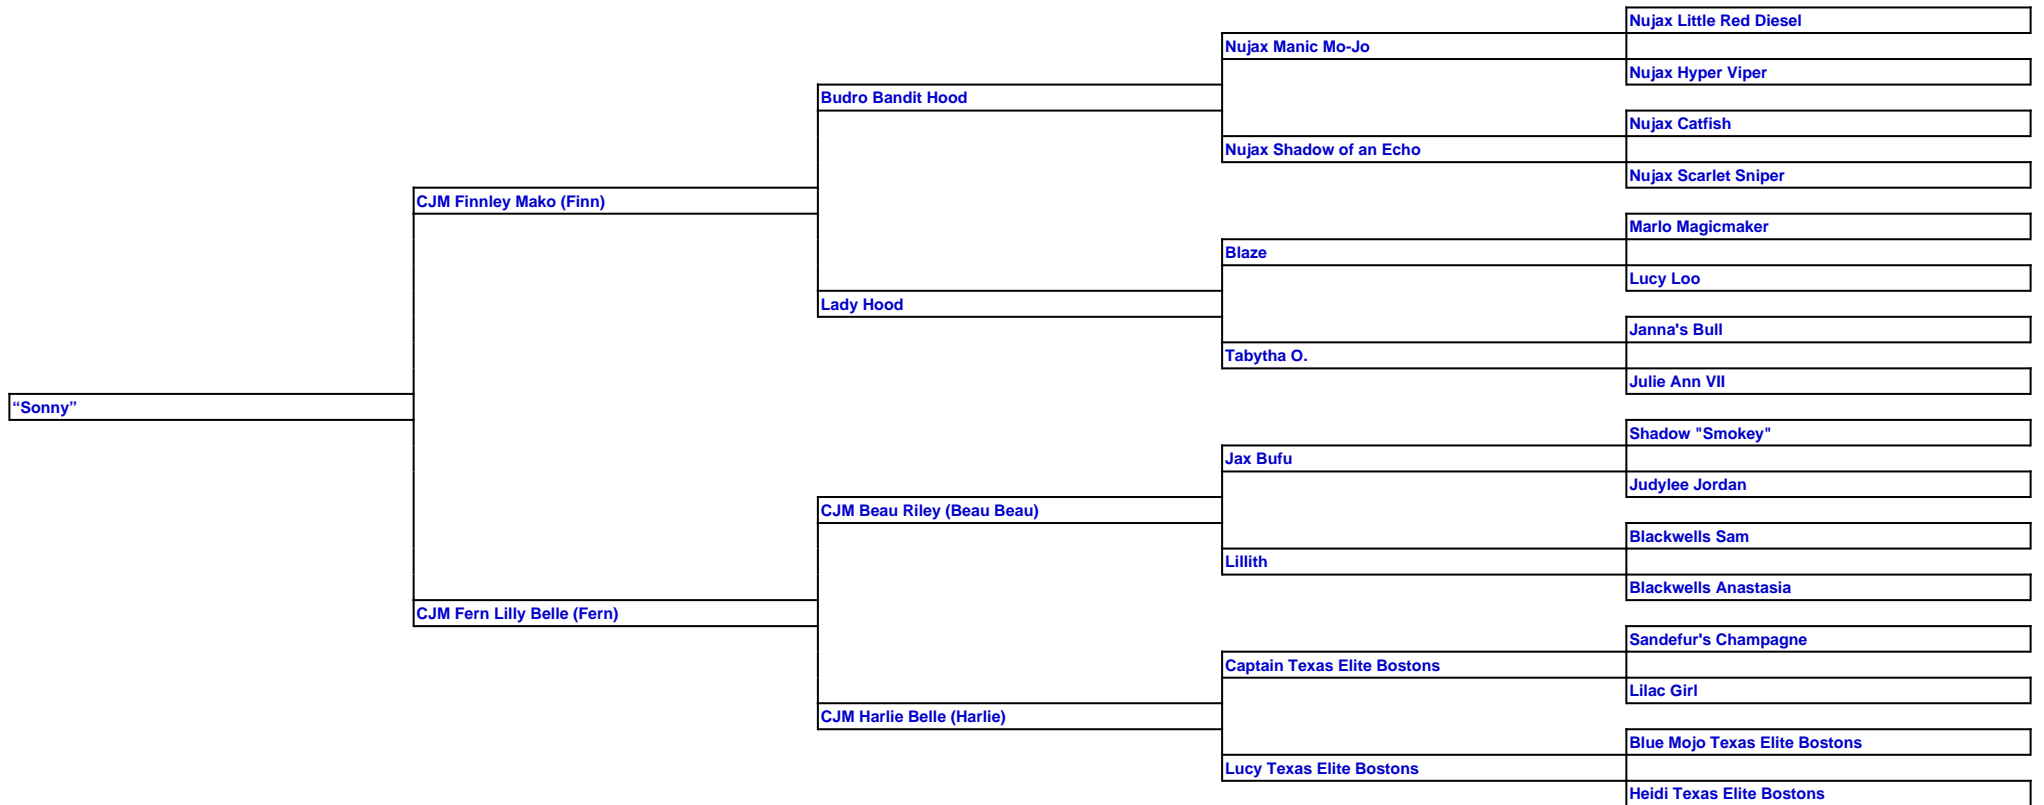 Nujax Little Red Diesel
Nujax Manic Mo-Jo
Nujax Hyper Viper
Budro Bandit Hood
Nujax Catfish
Nujax Shadow of an Echo
Nujax Scarlet Sniper
CJM Finnley Mako (Finn)
Marlo Magicmaker
Blaze
Lucy Loo
Lady Hood
Janna's Bull
Tabytha O.
Julie Ann VII
“Sonny”
Shadow "Smokey"
Jax Bufu
Judylee Jordan
CJM Beau Riley (Beau Beau)
Blackwells Sam
Lillith
Blackwells Anastasia
CJM Fern Lilly Belle (Fern)
Sandefur's Champagne
Captain Texas Elite Bostons
Lilac Girl
CJM Harlie Belle (Harlie)
Blue Mojo Texas Elite Bostons
Lucy Texas Elite Bostons
Heidi Texas Elite Bostons